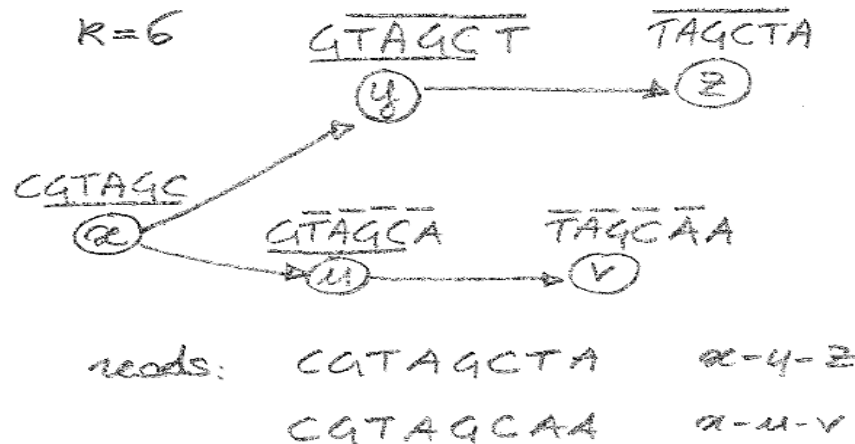 K=6
GTAGCT TAGCTA
y z
CGTAGC
x GTAGCA TAGCAA
u v
reads: CGTAGCTA x-y-z
CGTAGCAA x-u-v